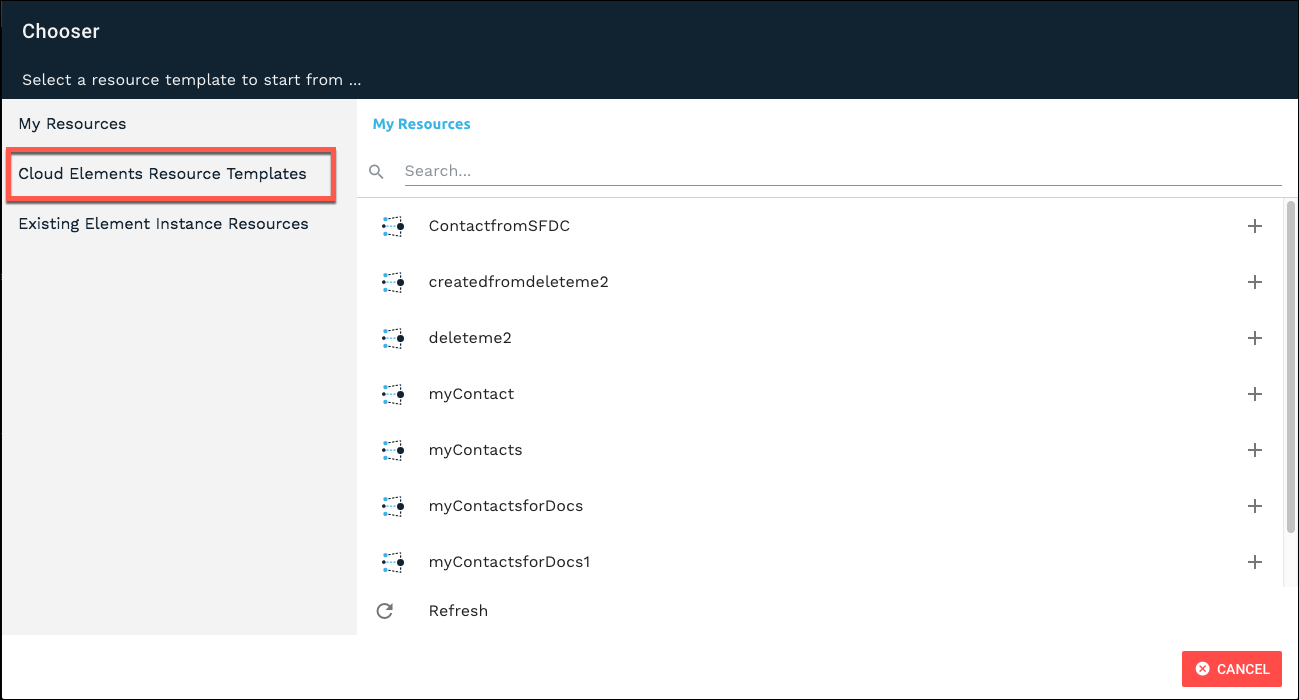 Chooser
Select a resource template to start from ...
My Resources
Cloud Elements Resource Templates
Existing Element Instance Resources
My Resources
Search...
ContactfromSFDC
createdfromdeleteme2
deleteme2
myContact
myContacts
myContactsforDocs
myContactsforDocs1
Refresh
CANCEL